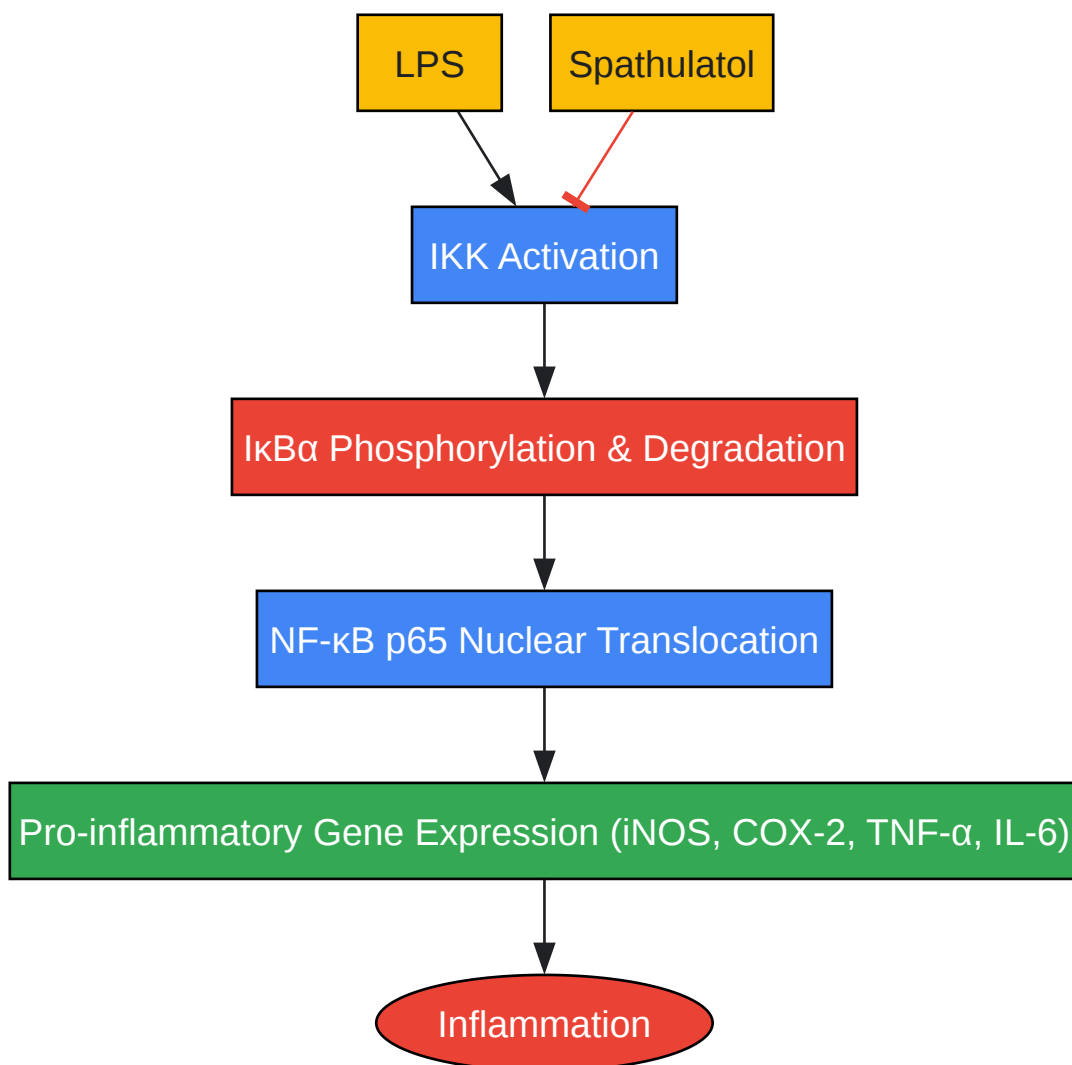 LPS
Spathulatol
IKK Activation
IκBα Phosphorylation & Degradation
NF-κB p65 Nuclear Translocation
Pro-inflammatory Gene Expression (iNOS, COX-2, TNF-α, IL-6)
Inflammation